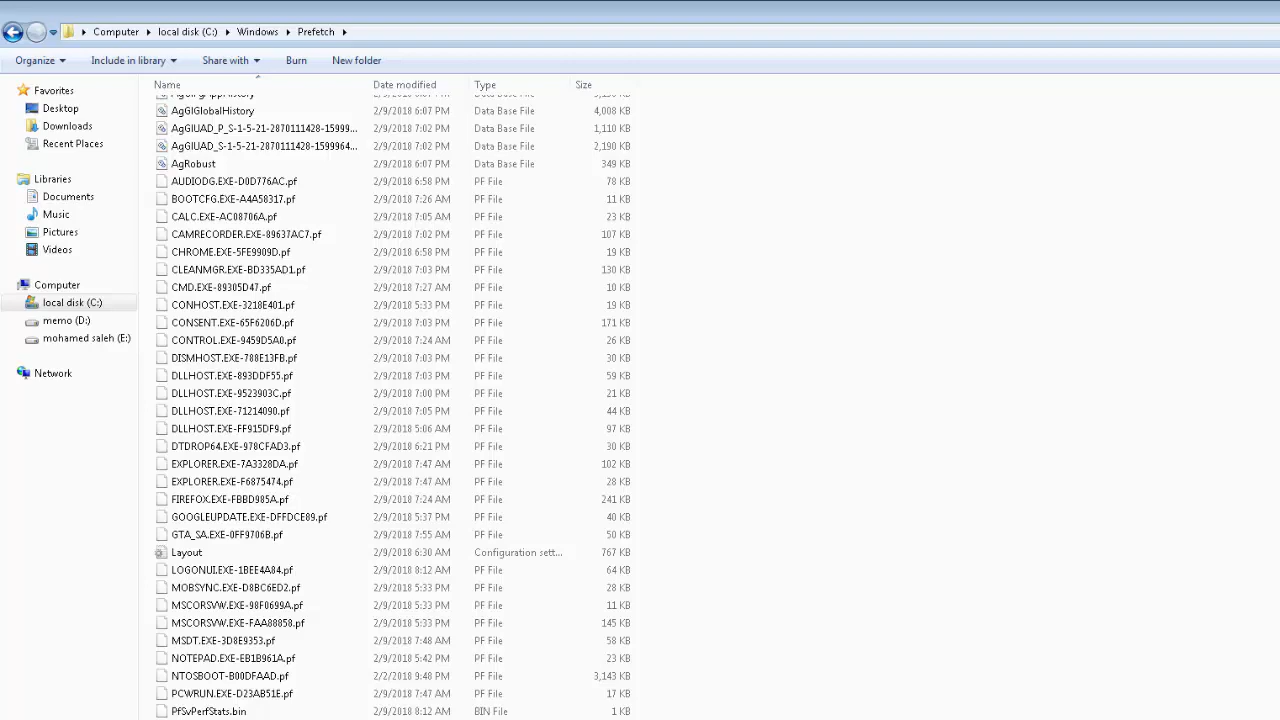 Computer local disk (C:) Windows Prefetch
Organize Include in library Share with Burn New folder
Name Date modified Type Size
Favorites
Desktop
Downloads
Recent Places
Libraries
Documents
Music
Pictures
Videos
Computer
local disk (C:)
memo (D:)
mohamed saleh (E:)
Network
AgGlGlobalHistory 2/9/2018 6:07 PM Data Base File 4,008 KB
AgGlUAD_P_S-1-5-21-2870111428-15999... 2/9/2018 7:02 PM Data Base File 1,110 KB
AgGlUAD_S-1-5-21-2870111428-1599964... 2/9/2018 7:02 PM Data Base File 2,190 KB
AgRobust 2/9/2018 6:07 PM Data Base File 349 KB
AUDIODG.EXE-D0D776AC.pf 2/9/2018 6:58 PM PF File 78 KB
BOOTCFG.EXE-A4A58317.pf 2/9/2018 7:26 AM PF File 11 KB
CALC.EXE-AC08706A.pf 2/9/2018 7:05 AM PF File 23 KB
CAMRECORDER.EXE-89637AC7.pf 2/9/2018 7:02 PM PF File 107 KB
CHROME.EXE-5FE9909D.pf 2/9/2018 6:58 PM PF File 19 KB
CLEANMGR.EXE-BD335AD1.pf 2/9/2018 7:03 PM PF File 130 KB
CMD.EXE-89305D47.pf 2/9/2018 7:27 AM PF File 10 KB
CONHOST.EXE-3218E401.pf 2/9/2018 5:33 PM PF File 19 KB
CONSENT.EXE-65F6206D.pf 2/9/2018 7:03 PM PF File 171 KB
CONTROL.EXE-9459D5A0.pf 2/9/2018 7:24 AM PF File 26 KB
DISMHOST.EXE-788E13FB.pf 2/9/2018 7:03 PM PF File 30 KB
DLLHOST.EXE-893DDF55.pf 2/9/2018 7:03 PM PF File 59 KB
DLLHOST.EXE-9523903C.pf 2/9/2018 7:00 PM PF File 21 KB
DLLHOST.EXE-71214090.pf 2/9/2018 7:05 PM PF File 44 KB
DLLHOST.EXE-FF915DF9.pf 2/9/2018 5:06 AM PF File 97 KB
DTDROP64.EXE-978CFAD3.pf 2/9/2018 6:21 PM PF File 30 KB
EXPLORER.EXE-7A3328DA.pf 2/9/2018 7:47 AM PF File 102 KB
EXPLORER.EXE-F6875474.pf 2/9/2018 7:47 AM PF File 28 KB
FIREFOX.EXE-FBBD985A.pf 2/9/2018 7:24 AM PF File 241 KB
GOOGLEUPDATE.EXE-DFFDCE89.pf 2/9/2018 5:37 PM PF File 40 KB
GTA_SA.EXE-0FF9706B.pf 2/9/2018 7:55 AM PF File 50 KB
Layout 2/9/2018 6:30 AM Configuration sett... 767 KB
LOGONUI.EXE-1BEE4A84.pf 2/9/2018 8:12 AM PF File 64 KB
MOBSYNC.EXE-D8BC6ED2.pf 2/9/2018 5:33 PM PF File 28 KB
MSCORSVW.EXE-98F0699A.pf 2/9/2018 5:33 PM PF File 11 KB
MSCORSVW.EXE-FAA88858.pf 2/9/2018 5:33 PM PF File 145 KB
MSDT.EXE-3D8E9353.pf 2/9/2018 7:48 AM PF File 58 KB
NOTEPAD.EXE-EB1B961A.pf 2/9/2018 5:42 PM PF File 23 KB
NTOSBOOT-B00DFAAD.pf 2/2/2018 9:40 PM PF File 3,143 KB
PCWRUN.EXE-D23AB51E.pf 2/9/2018 7:47 AM PF File 17 KB
PfSvPerfStats.bin 2/9/2018 8:12 AM BIN File 1 KB